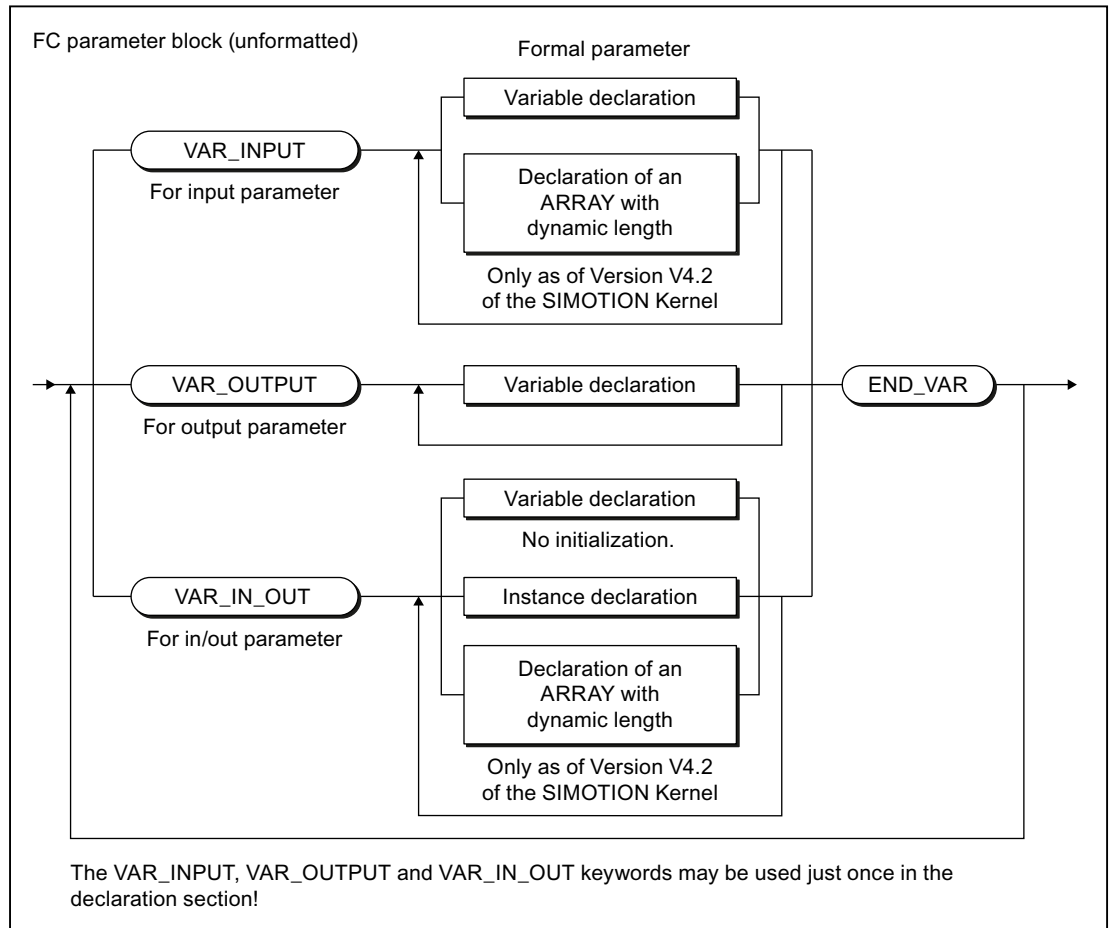 FC parameter block (unformatted)
Formal parameter
Variable declaration
VAR_INPUT
For input parameter
Declaration of an
ARRAY with
dynamic length
Only as of Version V4.2
of the SIMOTION Kernel
VAR_OUTPUT
For output parameter
Variable declaration
END_VAR
Variable declaration
No initialization.
VAR_IN_OUT
For in/out parameter
Instance declaration
Declaration of an
ARRAY with
dynamic length
Only as of Version V4.2
of the SIMOTION Kernel
The VAR_INPUT, VAR_OUTPUT and VAR_IN_OUT keywords may be used just once in the
declaration section!